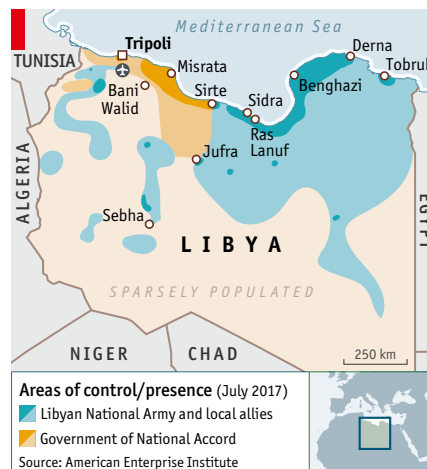 Mediterranean Sea
TUNISIA
Tripoli
Misrata
Bani
Walid
Sirte
Sidra
Ras
Lanuf
Benghazi
Derna
Tobruk
Jufra
ALGERIA
EGYPT
Sebha
LIBYA
SPARSELY POPULATED
NIGER
CHAD
250 km
Areas of control/presence (July 2017)
Libyan National Army and local allies
Government of National Accord
Source: American Enterprise Institute